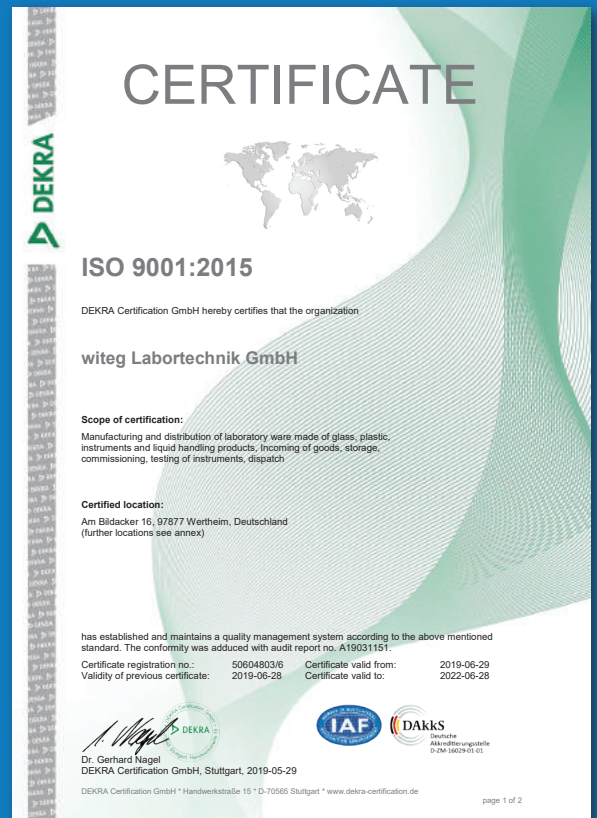 CERTIFICATE
DEKRA
ISO 9001:2015
DEKRA Certification GmbH hereby certifies that the organization
witeg Labortechnik GmbH
Scope of certification:
Manufacturing and distribution of laboratory ware made of glass, plastic,
instruments and liquid handling products, Incoming of goods, storage,
commissioning, testing of instruments, dispatch
Certified location:
Am Bildacker 16, 97877 Wertheim, Deutschland
(further locations see annex)
has established and maintains a quality management system according to the above mentioned
standard. The conformity was adduced with audit report no. A19031151.
Certificate registration no.: 50604803/6 Certificate valid from: 2019-06-29
Validity of previous certificate: 2019-06-28 Certificate valid to: 2022-06-28
DEKRA
IAF
DAkkS
Deutsche
Akkreditierungsstelle
D-ZM-16029-01-01
Dr. Gerhard Nagel
DEKRA Certification GmbH, Stuttgart, 2019-05-29
DEKRA Certification GmbH * Handwerkstraße 15 * D-70565 Stuttgart * www.dekra-certification.de
page 1 of 2